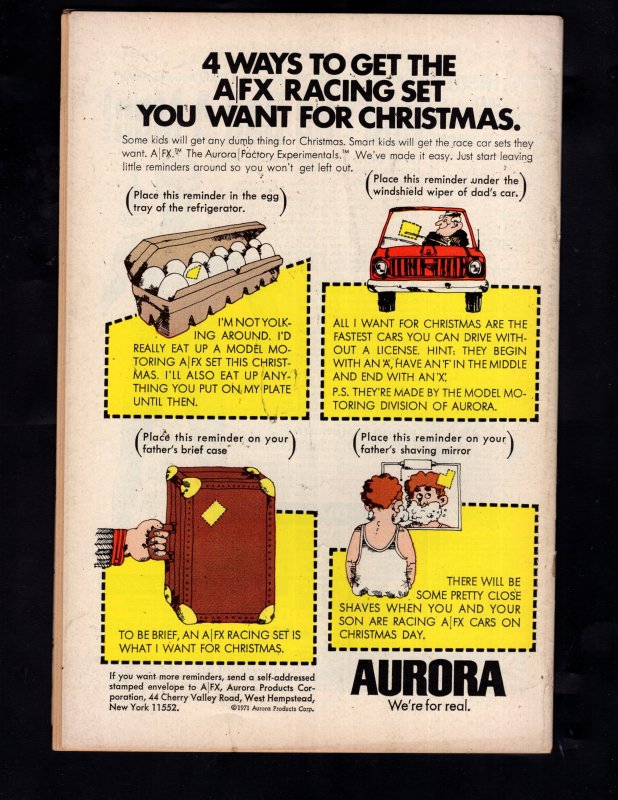 4 WAYS TO GET THE
A|FX RACING SET
YOU WANT FOR CHRISTMAS.
Some kids will get any dumb thing for Christmas. Smart kids will get the race car sets they
want. A|FX.™ The Aurora|Factory Experimentals.™ We've made it easy. Just start leaving
little reminders around so you won't get left out.
(Place this reminder in the egg
tray of the refrigerator.)
I'M NOT YOLK-
ING AROUND. I'D
REALLY EAT UP A MODEL MO-
TORING A|FX SET THIS CHRIST-
MAS. I'LL ALSO EAT UP ANY-
THING YOU PUT ON MY PLATE
UNTIL THEN.
(Place this reminder under the
windshield wiper of dad's car.)
ALL I WANT FOR CHRISTMAS ARE THE
FASTEST CARS YOU CAN DRIVE WITH-
OUT A LICENSE. HINT: THEY BEGIN
WITH AN 'A', HAVE AN 'F' IN THE MIDDLE
AND END WITH AN 'X'.
P.S. THEY'RE MADE BY THE MODEL MO-
TORING DIVISION OF AURORA.
(Place this reminder on your
father's brief case)
TO BE BRIEF, AN A|FX RACING SET IS
WHAT I WANT FOR CHRISTMAS.
(Place this reminder on your
father's shaving mirror)
THERE WILL BE
SOME PRETTY CLOSE
SHAVES WHEN YOU AND YOUR
SON ARE RACING A|FX CARS ON
CHRISTMAS DAY.
If you want more reminders, send a self-addressed
stamped envelope to A|FX, Aurora Products Cor-
poration, 44 Cherry Valley Road, West Hempstead,
New York 11552.
©1971 Aurora Products Corp.
AURORA
We're for real.